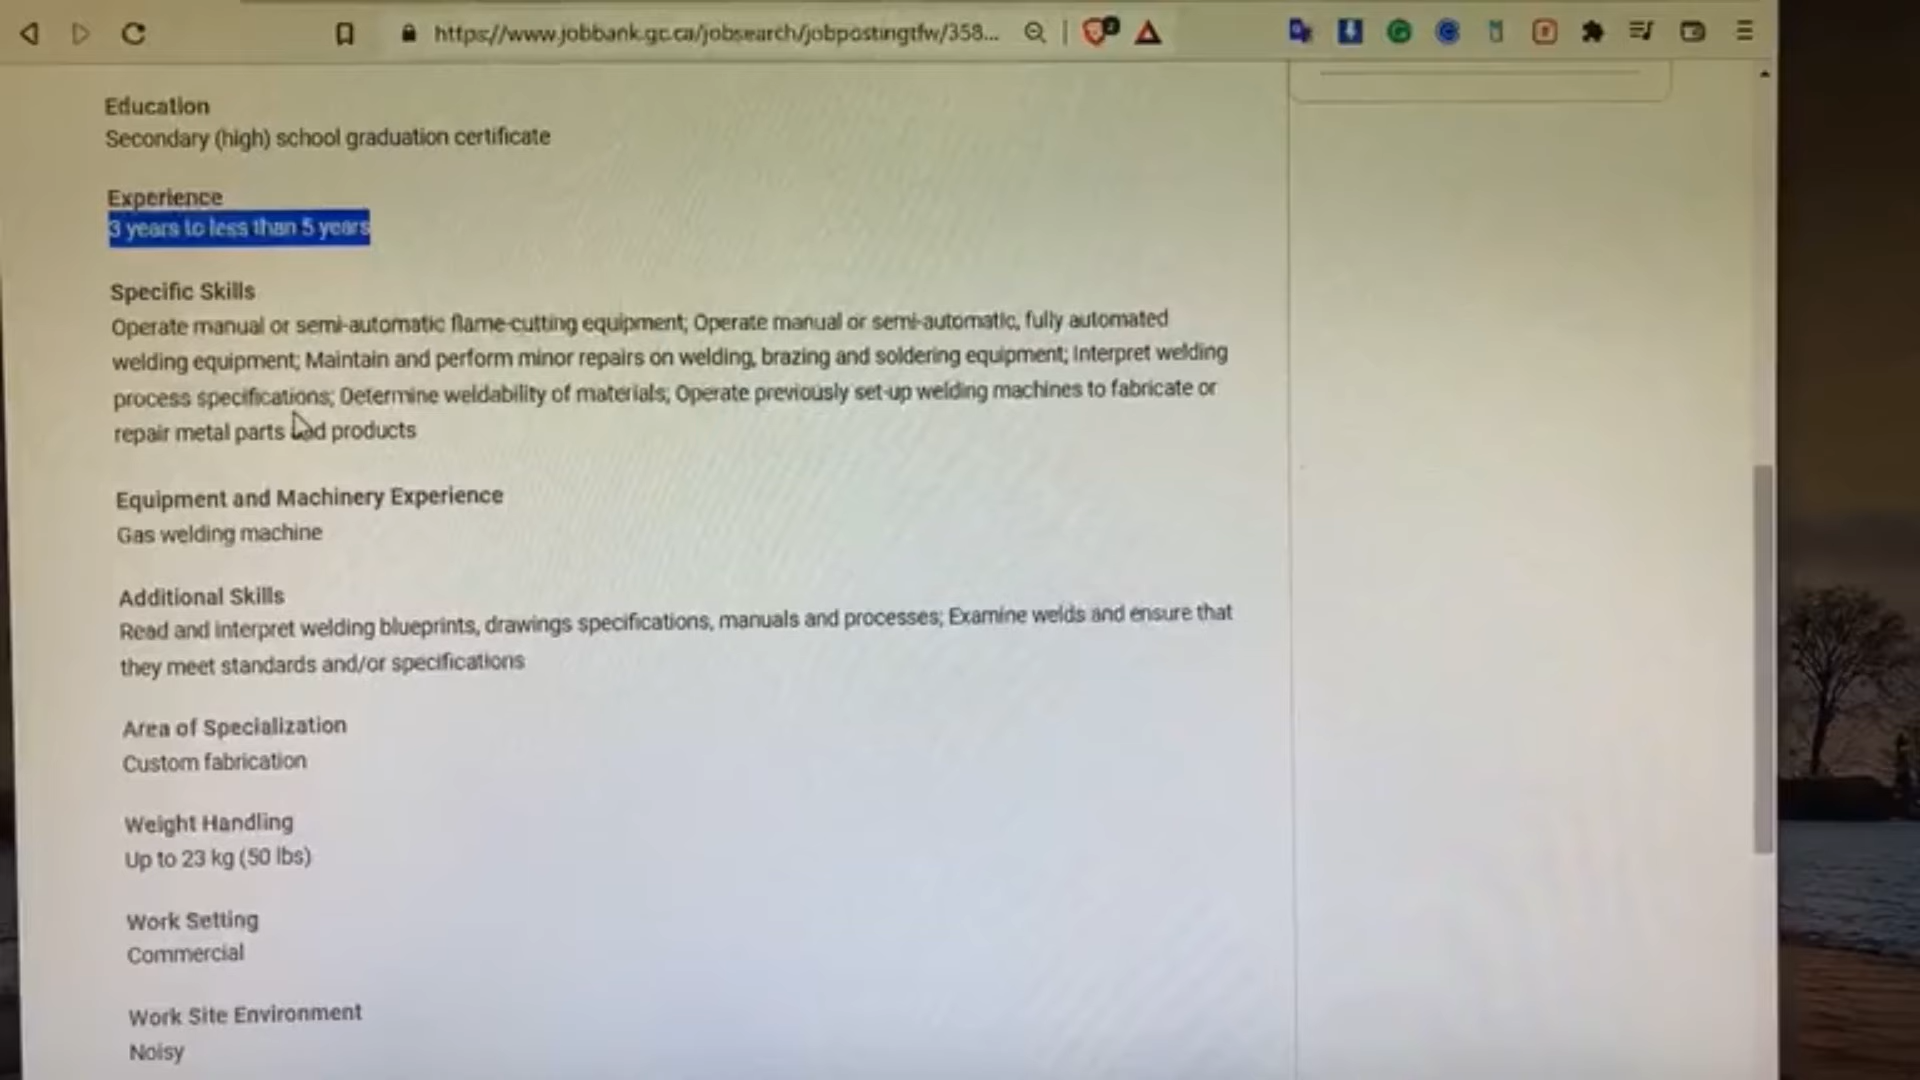 https://www.jobbank.gc.ca/jobsearch/jobpostingtfw/358...
Education
Secondary (high) school graduation certificate
Experience
3 years to less than 5 years
Specific Skills
Operate manual or semi-automatic flame-cutting equipment; Operate manual or semi-automatic, fully automated
welding equipment; Maintain and perform minor repairs on welding, brazing and soldering equipment; Interpret welding
process specifications; Determine weldability of materials; Operate previously set-up welding machines to fabricate or
repair metal parts and products
Equipment and Machinery Experience
Gas welding machine
Additional Skills
Read and interpret welding blueprints, drawings specifications, manuals and processes; Examine welds and ensure that
they meet standards and/or specifications
Area of Specialization
Custom fabrication
Weight Handling
Up to 23 kg (50 lbs)
Work Setting
Commercial
Work Site Environment
Noisy